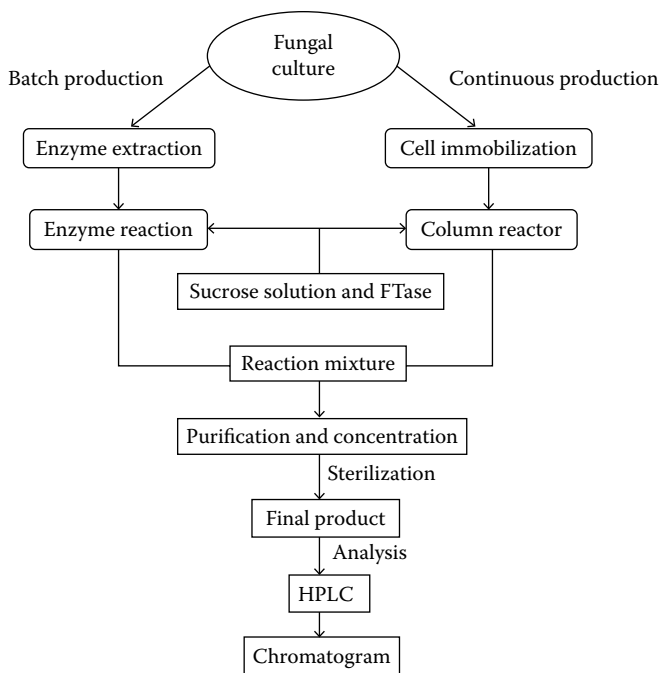 Fungal
culture
Batch production
Continuous production
Enzyme extraction
Cell immobilization
Enzyme reaction
Column reactor
Sucrose solution and FTase
Reaction mixture
Purification and concentration
Sterilization
Final product
Analysis
HPLC
Chromatogram